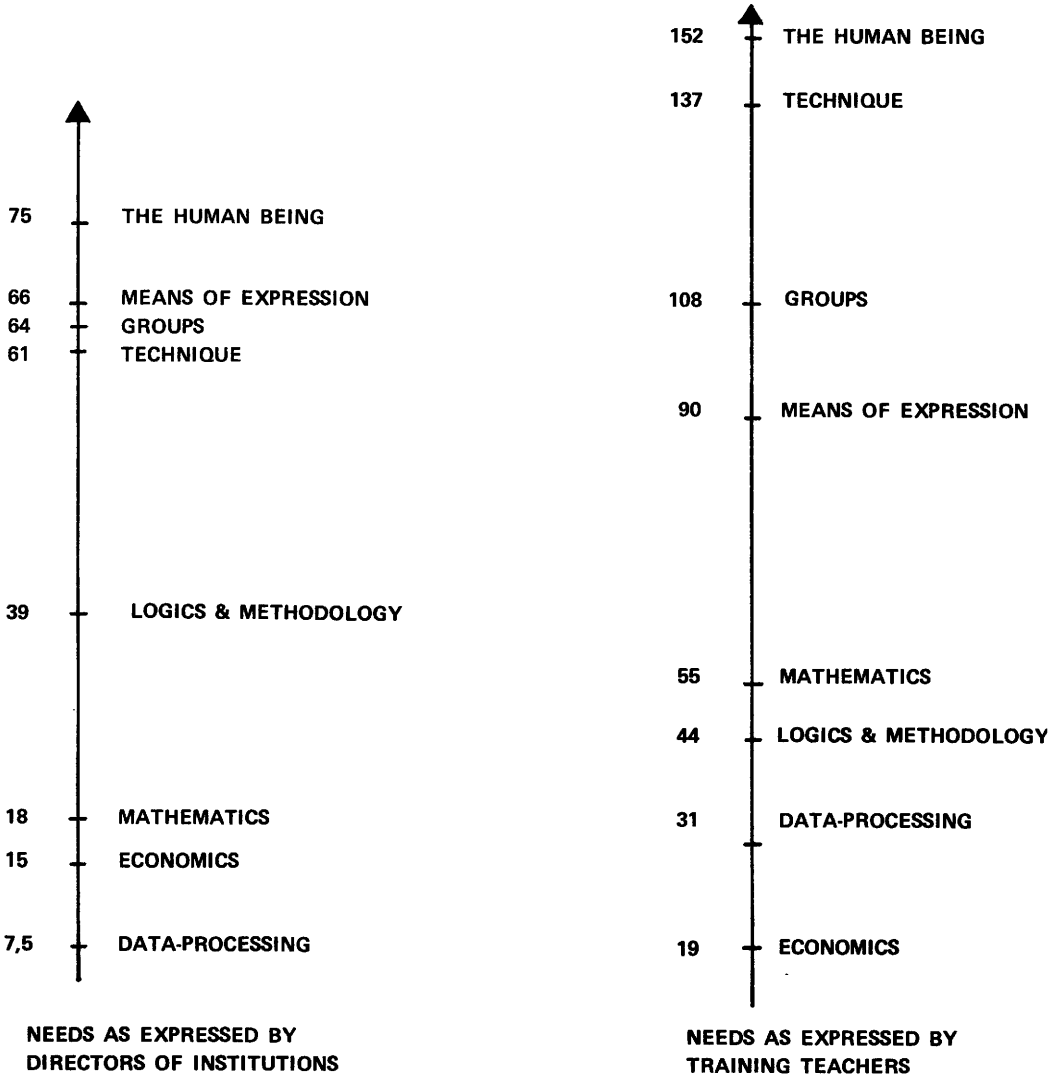 75 THE HUMAN BEING
66 MEANS OF EXPRESSION
64 GROUPS
61 TECHNIQUE
39 LOGICS & METHODOLOGY
18 MATHEMATICS
15 ECONOMICS
7,5 DATA-PROCESSING
NEEDS AS EXPRESSED BY
DIRECTORS OF INSTITUTIONS
152 THE HUMAN BEING
137 TECHNIQUE
108 GROUPS
90 MEANS OF EXPRESSION
55 MATHEMATICS
44 LOGICS & METHODOLOGY
31 DATA-PROCESSING
19 ECONOMICS
NEEDS AS EXPRESSED BY
TRAINING TEACHERS